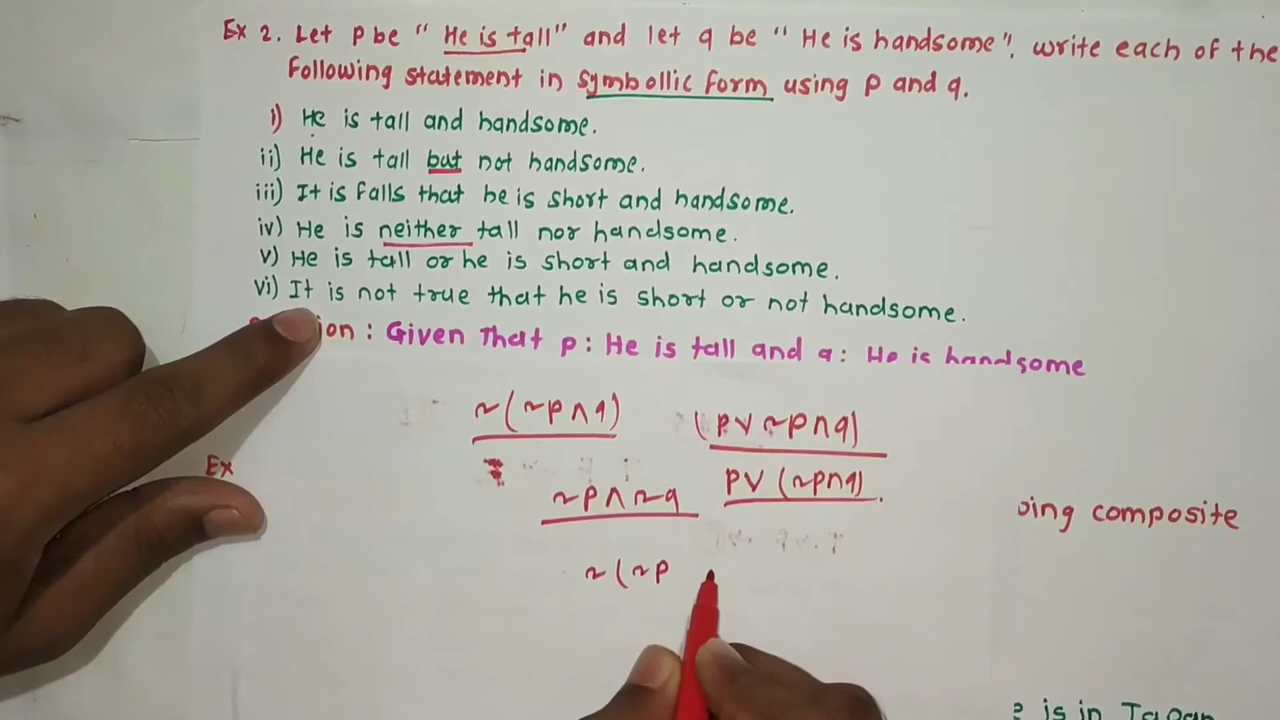 Ex 2. Let p be "He is tall" and let q be "He is handsome". write each of the
Following statement in symbollic form using p and q.
i) He is tall and handsome.
ii) He is tall but not handsome.
iii) It is falls that he is short and handsome.
iv) He is neither tall nor handsome.
v) He is tall or he is short and handsome.
vi) It is not true that he is short or not handsome.
ion : Given That p : He is tall and q : He is handsome
~(~p∧q) (p∨~p∧q)
Ex
~p∧~q p∨(~p∧q).
oing composite
~(~p
e is in Japan